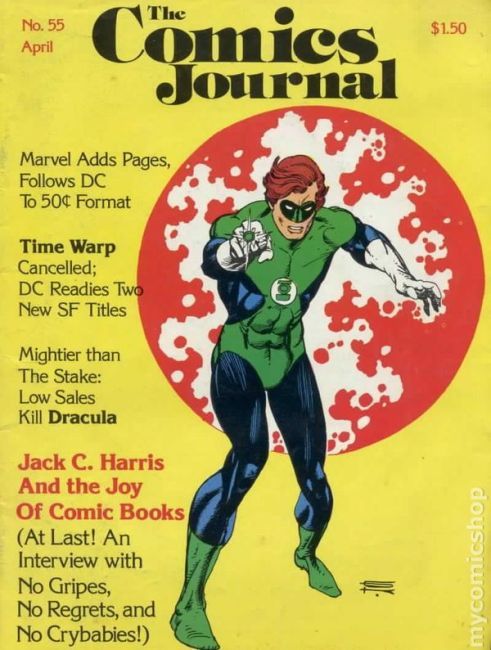 No. 55
April
The
Comics
Journal
$1.50
Marvel Adds Pages,
Follows DC
To 50¢ Format
Time Warp
Cancelled;
DC Readies Two
New SF Titles
Mightier than
The Stake:
Low Sales
Kill Dracula
Jack C. Harris
And the Joy
Of Comic Books
(At Last! An
Interview with
No Gripes,
No Regrets, and
No Crybabies!)
mycomicshop